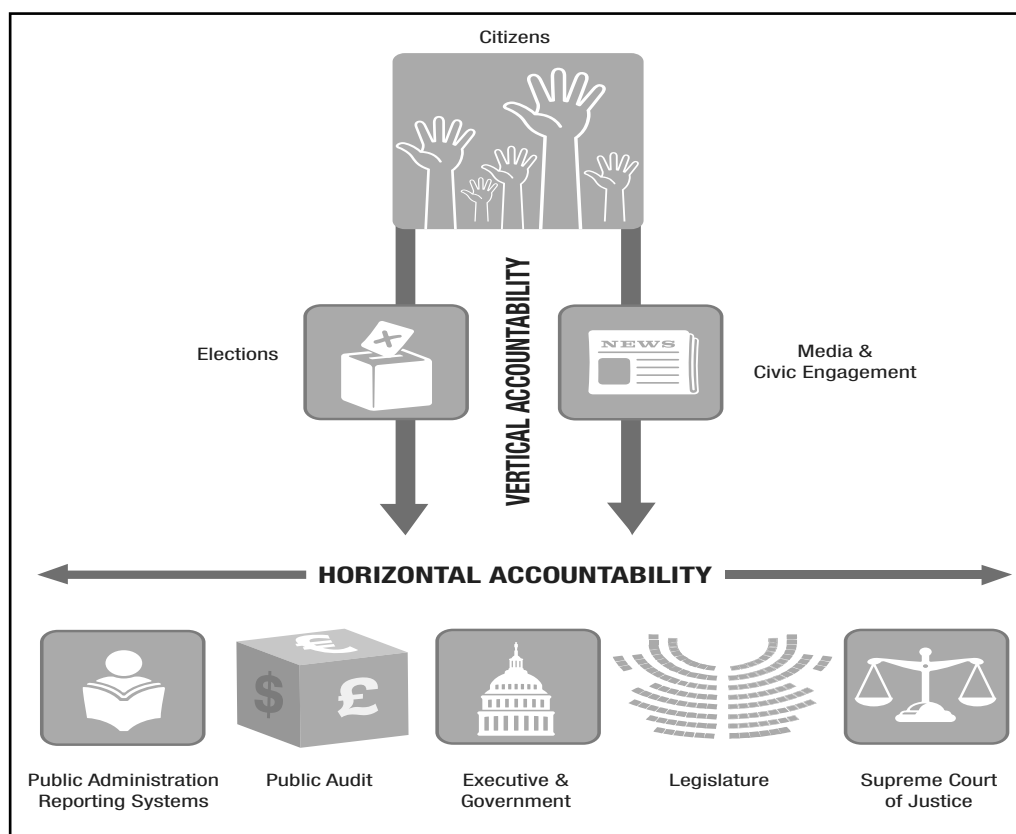 Citizens
VERTICAL ACCOUNTABILITY
Elections
NEWS
Media &
Civic Engagement
HORIZONTAL ACCOUNTABILITY
€
$
£
Public Administration
Reporting Systems
Public Audit
Executive &
Government
Legislature
Supreme Court
of Justice